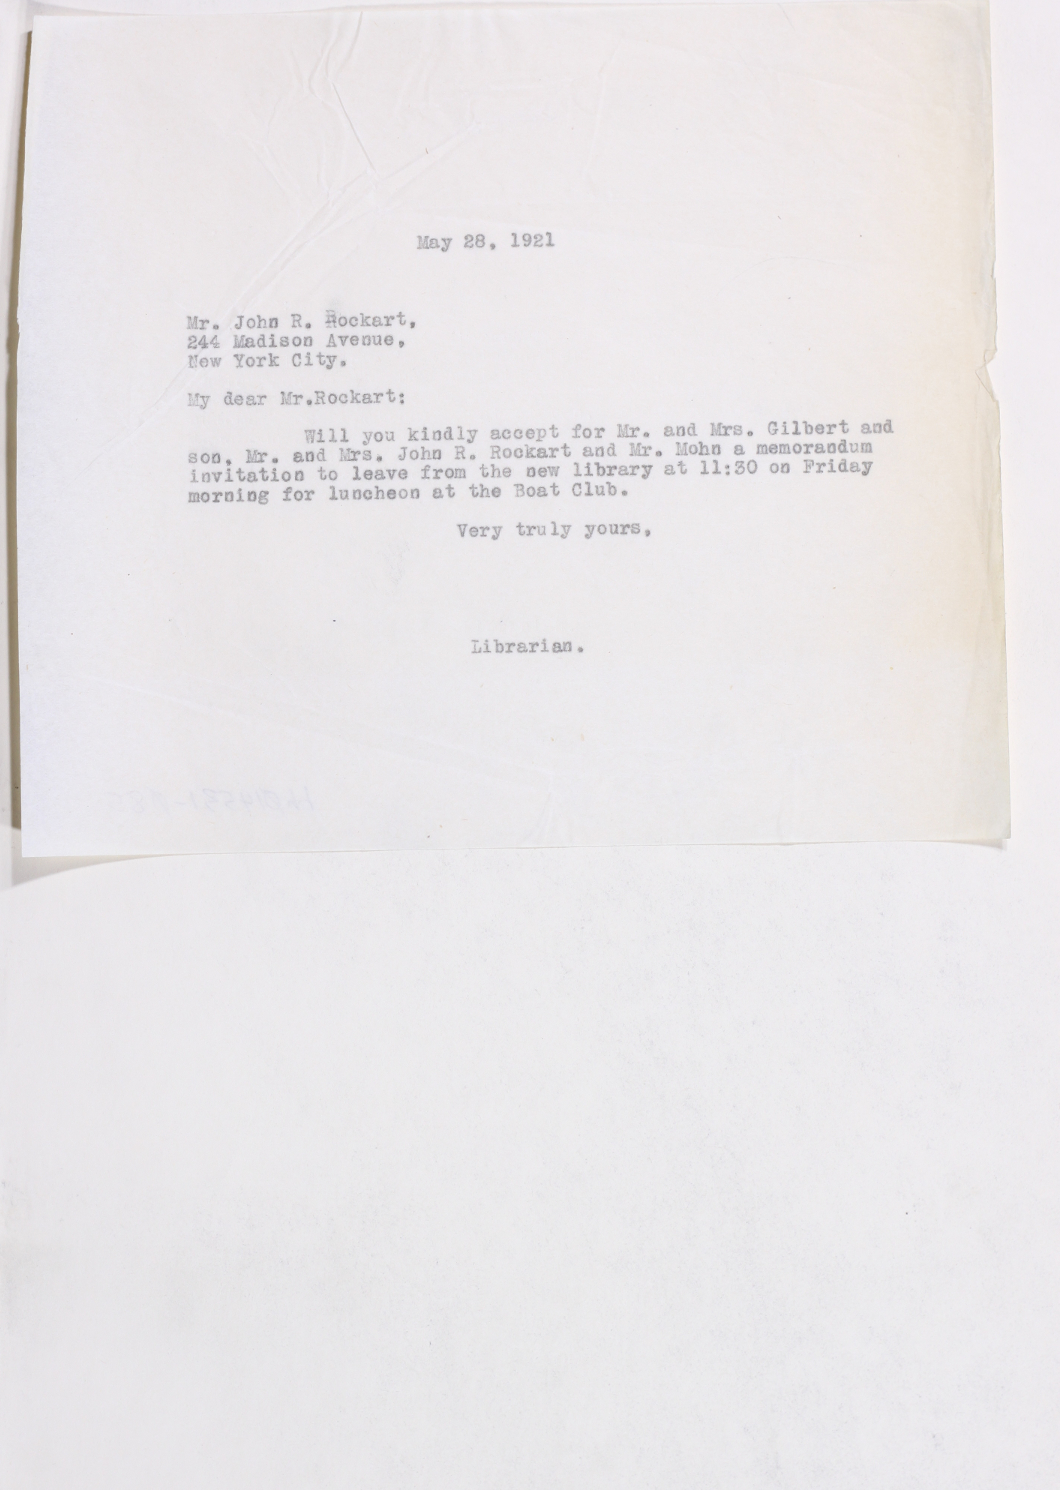 May 28, 1921
Mr. John R. Rockart,
244 Madison Avenue,
New York City.
My dear Mr.Rockart:
Will you kindly accept for Mr. and Mrs. Gilbert and
son, Mr. and Mrs. John R. Rockart and Mr. Mohn a memorandum
invitation to leave from the new library at 11:30 on Friday
morning for luncheon at the Boat Club.
Very truly yours,
Librarian.